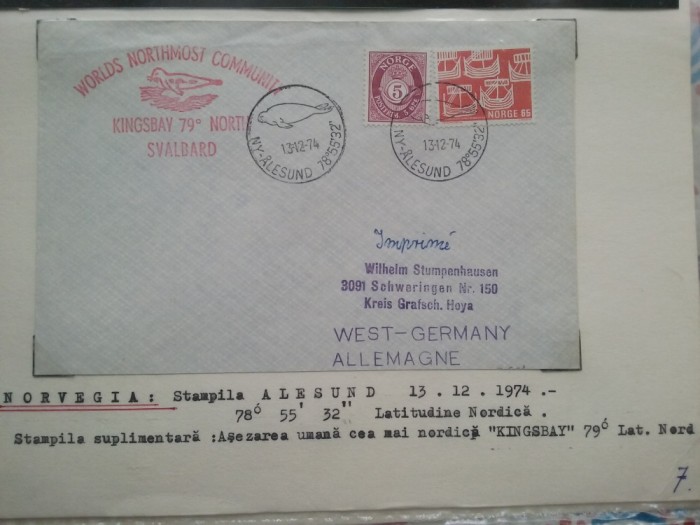 WORLDS NORTHMOST COMMUNIT
KINGSBAY 79° NORTH
SVALBARD
13.12.-74
NY-ÅLESUND 78°55'32"
NORGE
5
NORGE 65
13.12.-74
NY-ÅLESUND 78°55'32"
Imprimé
Wilhelm Stumpenhausen
3091 Schweringen Nr. 150
Kreis Grafsch. Hoya
WEST-GERMANY
ALLEMAGNE
NORVEGIA: Stampila ALESUND 13.12.1974.-
78° 55' 32" Latitudine Nordică.
Stampila suplimentară :Așezarea umană cea mai nordică "KINGSBAY" 79° Lat. Nord
7.